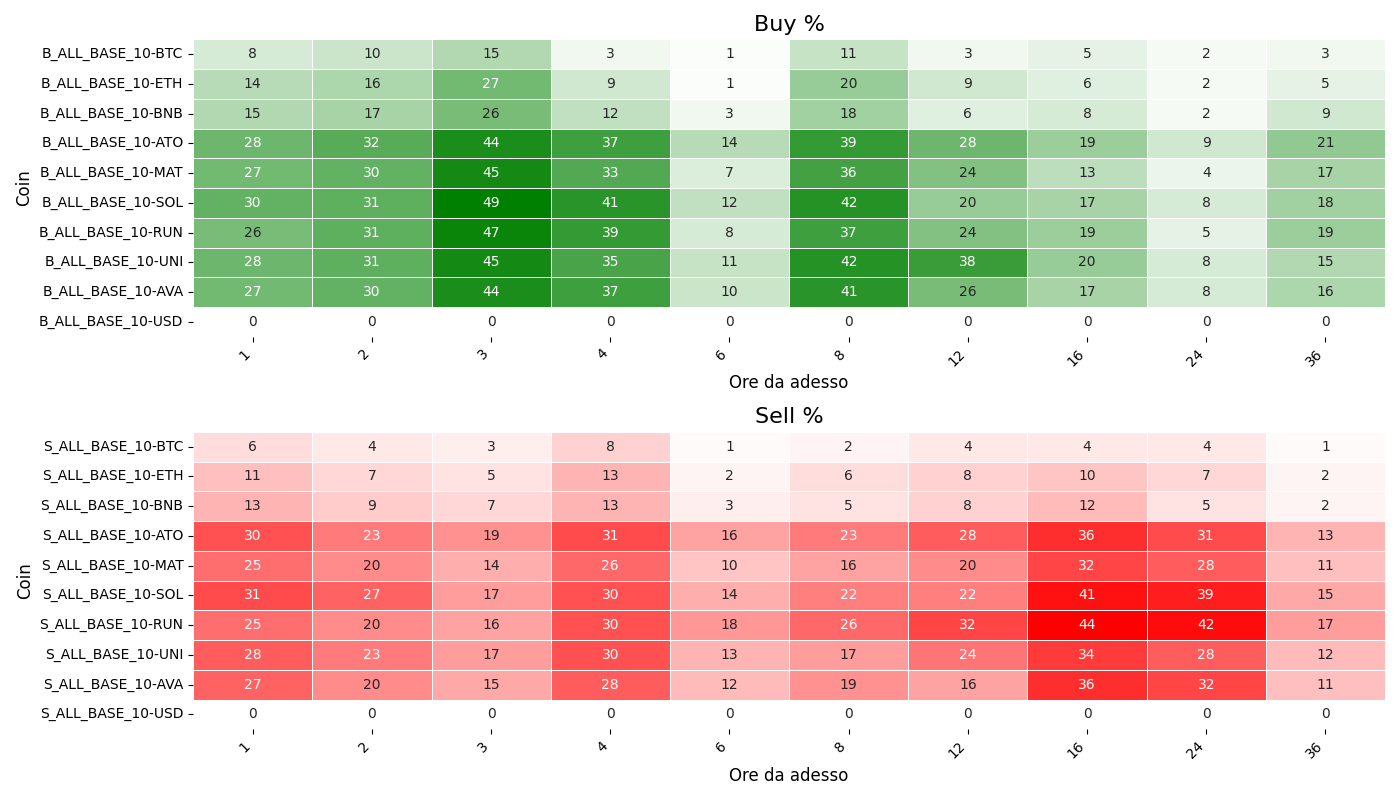 Buy %
Coin
B_ALL_BASE_10-BTC 8 10 15 3 1 11 3 5 2 3
B_ALL_BASE_10-ETH 14 16 27 9 1 20 9 6 2 5
B_ALL_BASE_10-BNB 15 17 26 12 3 18 6 8 2 9
B_ALL_BASE_10-ATO 28 32 44 37 14 39 28 19 9 21
B_ALL_BASE_10-MAT 27 30 45 33 7 36 24 13 4 17
B_ALL_BASE_10-SOL 30 31 49 41 12 42 20 17 8 18
B_ALL_BASE_10-RUN 26 31 47 39 8 37 24 19 5 19
B_ALL_BASE_10-UNI 28 31 45 35 11 42 38 20 8 15
B_ALL_BASE_10-AVA 27 30 44 37 10 41 26 17 8 16
B_ALL_BASE_10-USD 0 0 0 0 0 0 0 0 0 0
1 2 3 4 6 8 12 16 24 36
Ore da adesso
Sell %
Coin
S_ALL_BASE_10-BTC 6 4 3 8 1 2 4 4 4 1
S_ALL_BASE_10-ETH 11 7 5 13 2 6 8 10 7 2
S_ALL_BASE_10-BNB 13 9 7 13 3 5 8 12 5 2
S_ALL_BASE_10-ATO 30 23 19 31 16 23 28 36 31 13
S_ALL_BASE_10-MAT 25 20 14 26 10 16 20 32 28 11
S_ALL_BASE_10-SOL 31 27 17 30 14 22 22 41 39 15
S_ALL_BASE_10-RUN 25 20 16 30 18 26 32 44 42 17
S_ALL_BASE_10-UNI 28 23 17 30 13 17 24 34 28 12
S_ALL_BASE_10-AVA 27 20 15 28 12 19 16 36 32 11
S_ALL_BASE_10-USD 0 0 0 0 0 0 0 0 0 0
1 2 3 4 6 8 12 16 24 36
Ore da adesso